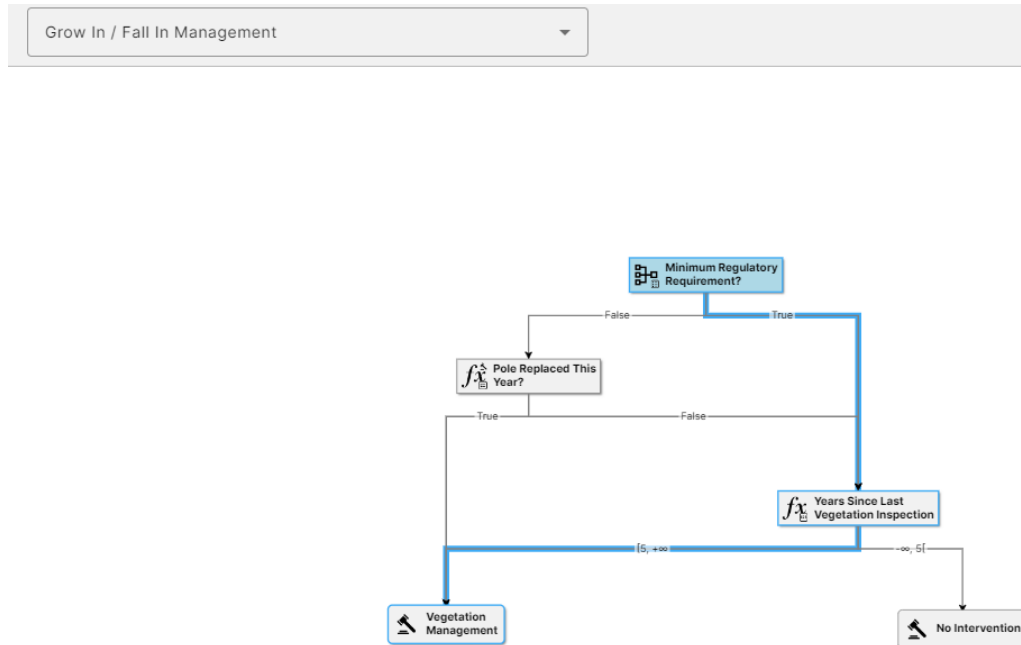 Grow In / Fall In Management
Minimum Regulatory
Requirement?
False
True
Pole Replaced This
Year?
True
False
Years Since Last
Vegetation Inspection
[5, +∞
-∞, 5[
Vegetation
Management
No Intervention